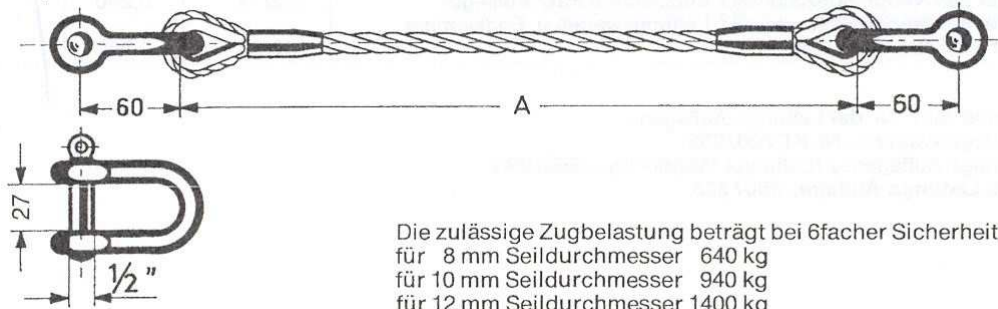 60
A
60
27
1/2 "
Die zulässige Zugbelastung beträgt bei 6facher Sicherheit
für 8 mm Seildurchmesser 640 kg
für 10 mm Seildurchmesser 940 kg
für 12 mm Seildurchmesser 1400 kg